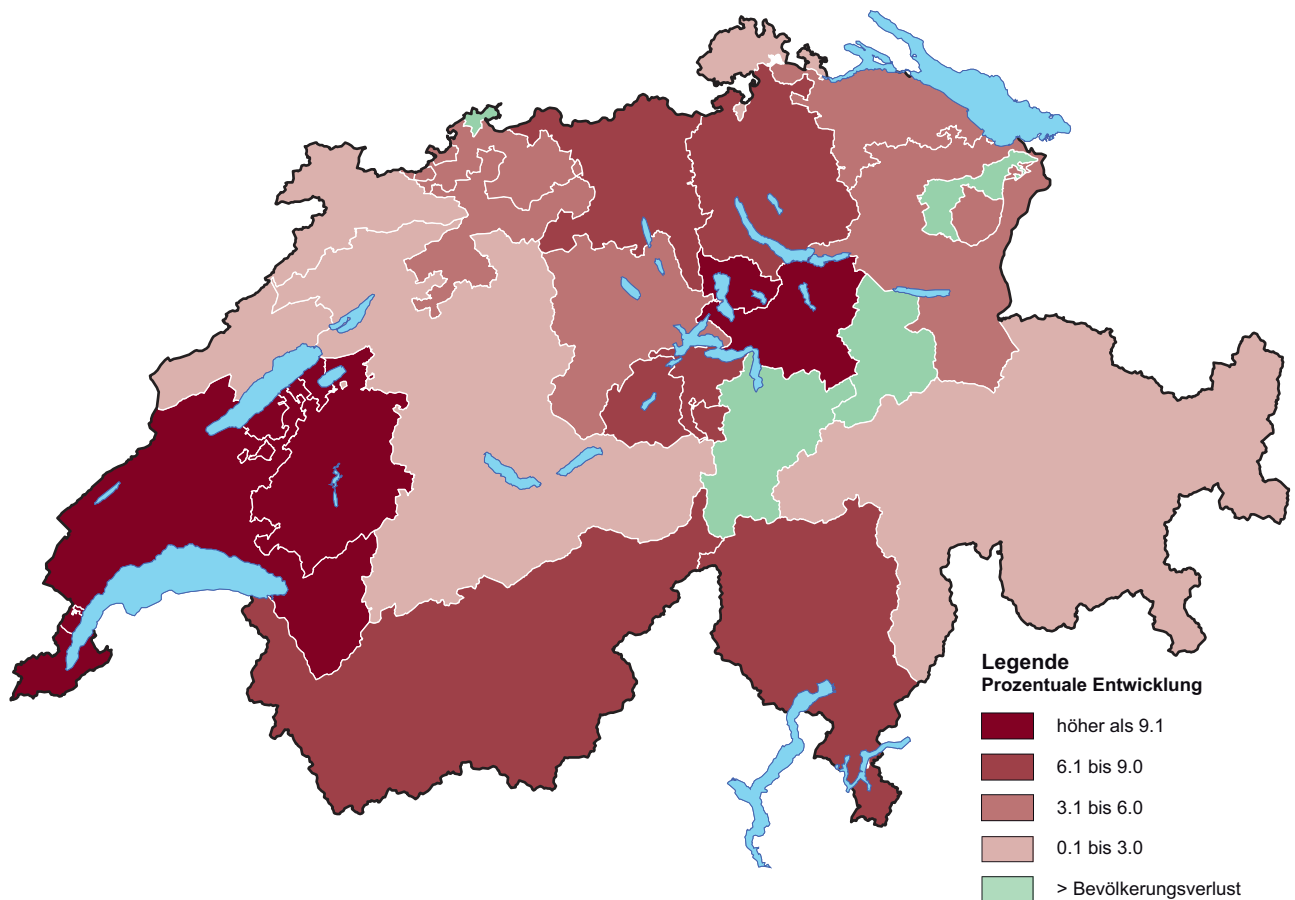 Legende
Prozentuale Entwicklung
höher als 9.1
6.1 bis 9.0
3.1 bis 6.0
0.1 bis 3.0
> Bevölkerungsverlust